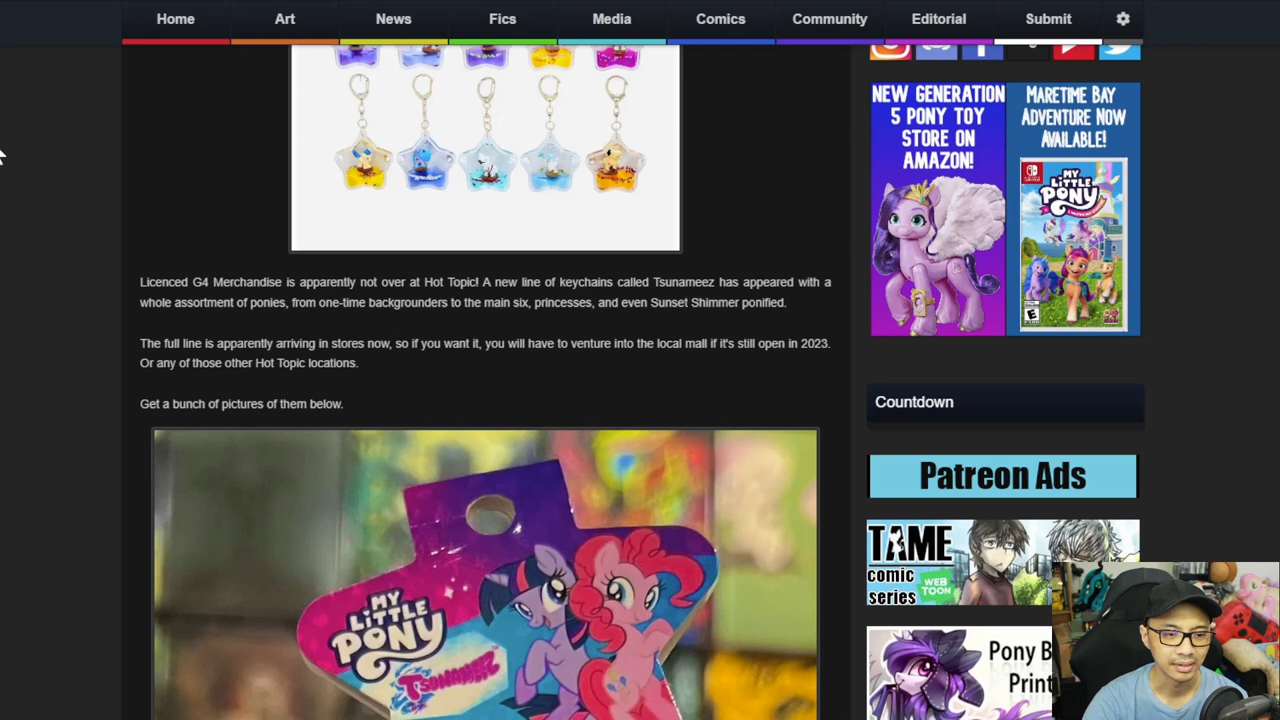 Home Art News Fics Media Comics Community Editorial Submit
NEW GENERATION
5 PONY TOY
STORE ON
AMAZON!
MARETIME BAY
ADVENTURE NOW
AVAILABLE!
MY
LITTLE
PONY
Licenced G4 Merchandise is apparently not over at Hot Topic! A new line of keychains called Tsunameez has appeared with a
whole assortment of ponies, from one-time backgrounders to the main six, princesses, and even Sunset Shimmer ponified.
The full line is apparently arriving in stores now, so if you want it, you will have to venture into the local mall if it's still open in 2023.
Or any of those other Hot Topic locations.
Get a bunch of pictures of them below.
MY
LITTLE
PONY
TSUNAMEEZ
Countdown
Patreon Ads
TAME
comic
series
WEB
TOON
Pony B
Print